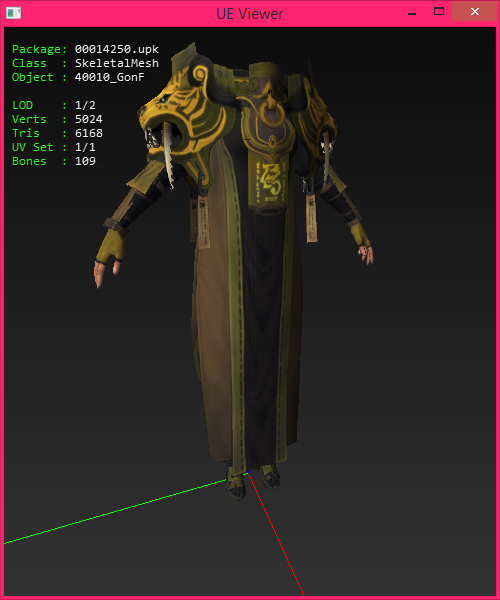 UE Viewer
Package: 00014250.upk
Class : SkeletalMesh
Object : 40010_GonF
LOD : 1/2
Verts : 5024
Tris : 6168
UV Set : 1/1
Bones : 109